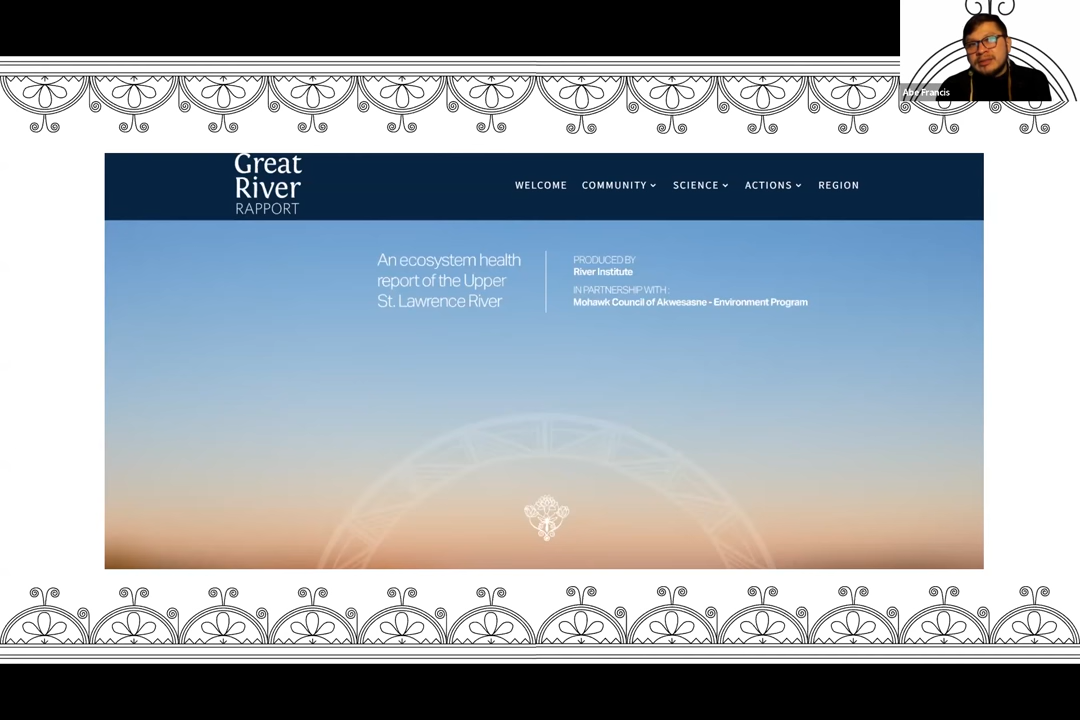 Abe Francis
Great
River
RAPPORT
WELCOME COMMUNITY SCIENCE ACTIONS REGION
An ecosystem health
report of the Upper
St. Lawrence River
PRODUCED BY
River Institute
IN PARTNERSHIP WITH :
Mohawk Council of Akwesasne - Environment Program